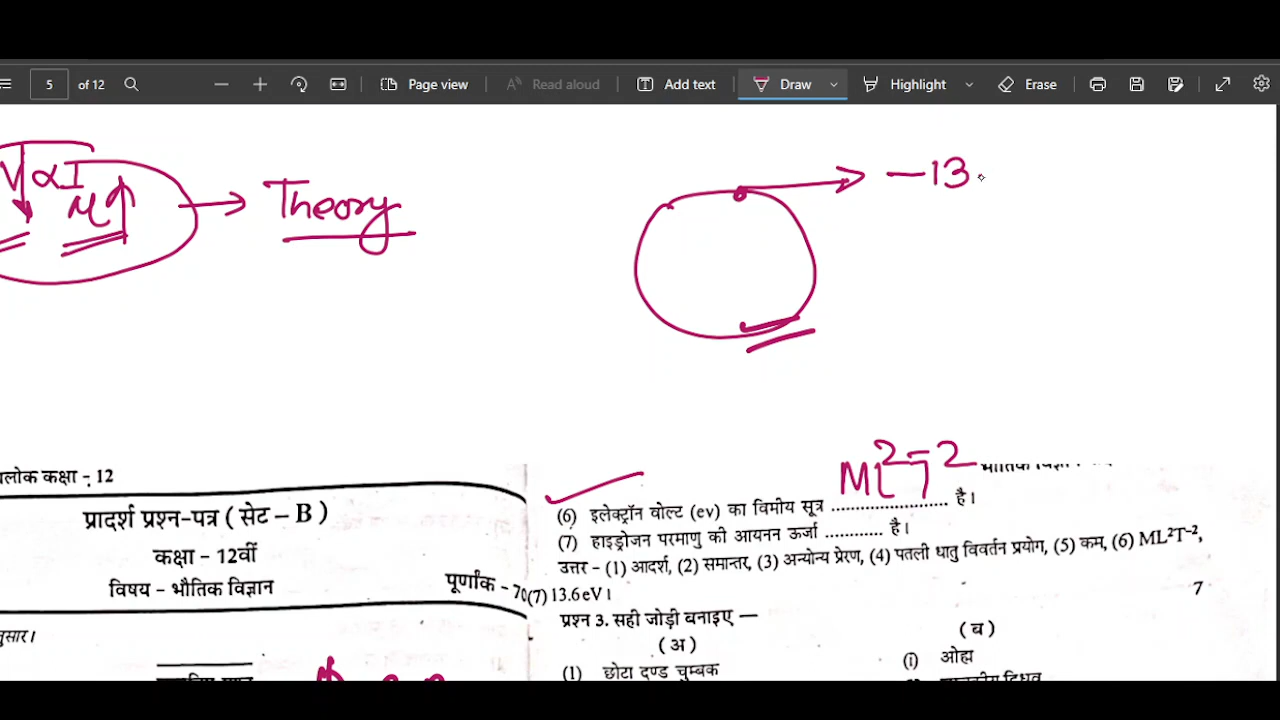 5 of 12 Page view Read aloud Add text Draw Highlight Erase
V α I
μ
Theory
-13.
लोक कक्षा - 12
प्रादर्श प्रश्न-पत्र ( सेट – B )
कक्षा - 12वीं
विषय – भौतिक विज्ञान
पूर्णांक - 70
नुसार।
ML²T⁻²
(6) इलेक्ट्रॉन वोल्ट (ev) का विमीय सूत्र ........................ है।
(7) हाइड्रोजन परमाणु की आयनन ऊर्जा ............ है।
उत्तर – (1) आदर्श, (2) समान्तर, (3) अन्योन्य प्रेरण, (4) पतली धातु विवर्तन प्रयोग, (5) कम, (6) ML²T⁻²,
(7) 13.6 eV।
7
प्रश्न 3. सही जोड़ी बनाइए —
(अ) (ब)
(1) छोटा दण्ड चुम्बक (i) ओह्म